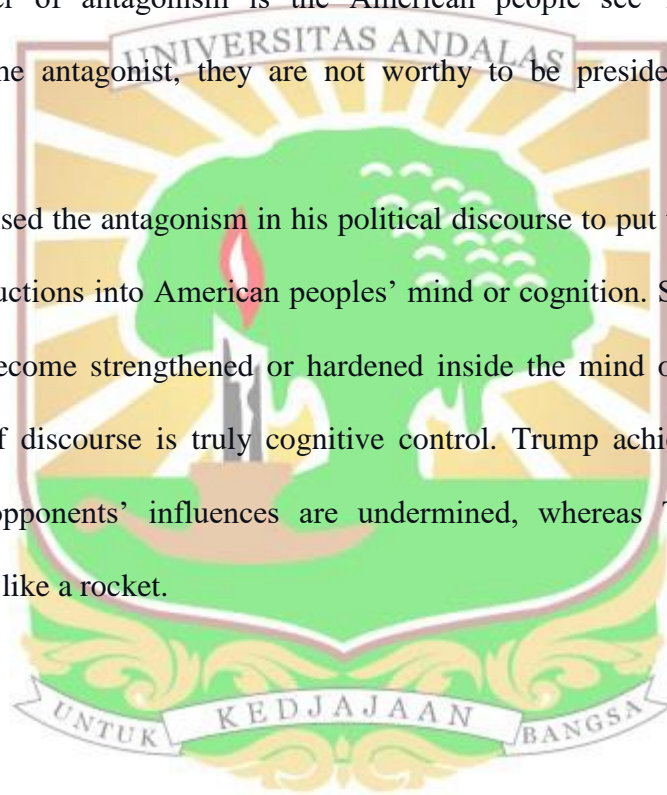 er of antagonism is the American people see
UNIVERSITAS ANDALAS
he antagonist, they are not worthy to be preside
sed the antagonism in his political discourse to put
uctions into American peoples’ mind or cognition. S
ecome strengthened or hardened inside the mind o
f discourse is truly cognitive control. Trump achi
opponents’ influences are undermined, whereas T
like a rocket.
UNTUK KEDJAJAAN BANGSA